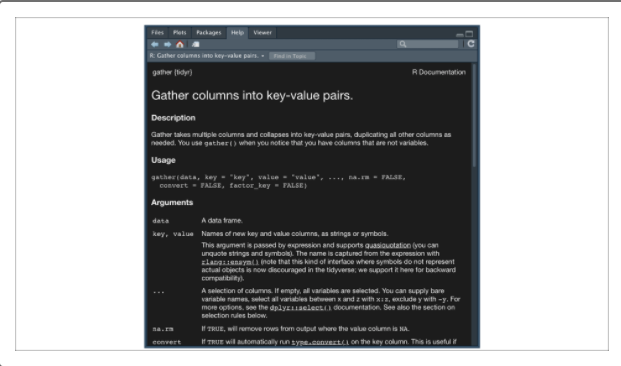 Files Plots Packages Help Viewer
R: Gather columns into key-value pairs. Find in Topic
gather {tidyr} R Documentation
Gather columns into key-value pairs.
Description
Gather takes multiple columns and collapses into key-value pairs, duplicating all other columns as
needed. You use gather() when you notice that you have columns that are not variables.
Usage
gather(data, key = "key", value = "value", ..., na.rm = FALSE,
convert = FALSE, factor_key = FALSE)
Arguments
data A data frame.
key, value Names of new key and value columns, as strings or symbols.
This argument is passed by expression and supports quasiquotation (you can
unquote strings and symbols). The name is captured from the expression with
rlang::ensym() (note that this kind of interface where symbols do not represent
actual objects is now discouraged in the tidyverse; we support it here for backward
compatibility).
... A selection of columns. If empty, all variables are selected. You can supply bare
variable names, select all variables between x and z with x:z, exclude y with -y. For
more options, see the dplyr::select() documentation. See also the section on
selection rules below.
na.rm If TRUE, will remove rows from output where the value column is NA.
convert If TRUE will automatically run type.convert() on the key column. This is useful if